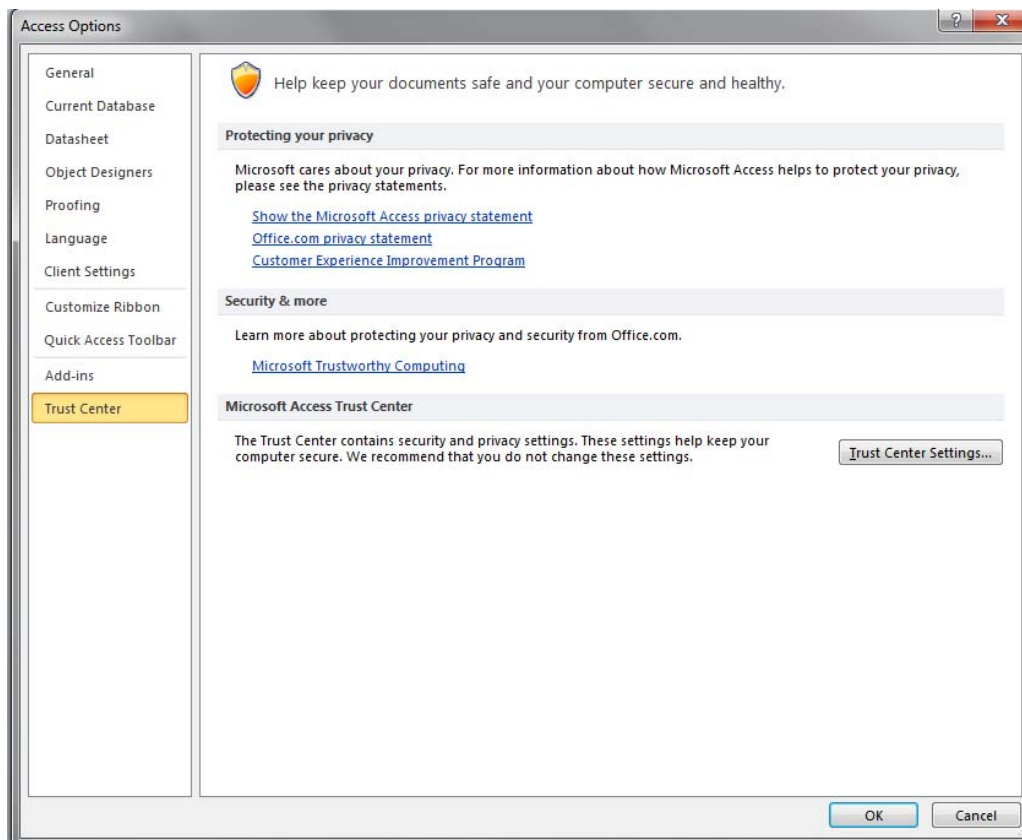 Access Options
?
X
General
Current Database
Datasheet
Object Designers
Proofing
Language
Client Settings
Customize Ribbon
Quick Access Toolbar
Add-ins
Trust Center
Help keep your documents safe and your computer secure and healthy.
Protecting your privacy
Microsoft cares about your privacy. For more information about how Microsoft Access helps to protect your privacy,
please see the privacy statements.
Show the Microsoft Access privacy statement
Office.com privacy statement
Customer Experience Improvement Program
Security & more
Learn more about protecting your privacy and security from Office.com.
Microsoft Trustworthy Computing
Microsoft Access Trust Center
The Trust Center contains security and privacy settings. These settings help keep your
computer secure. We recommend that you do not change these settings.
Trust Center Settings...
OK
Cancel